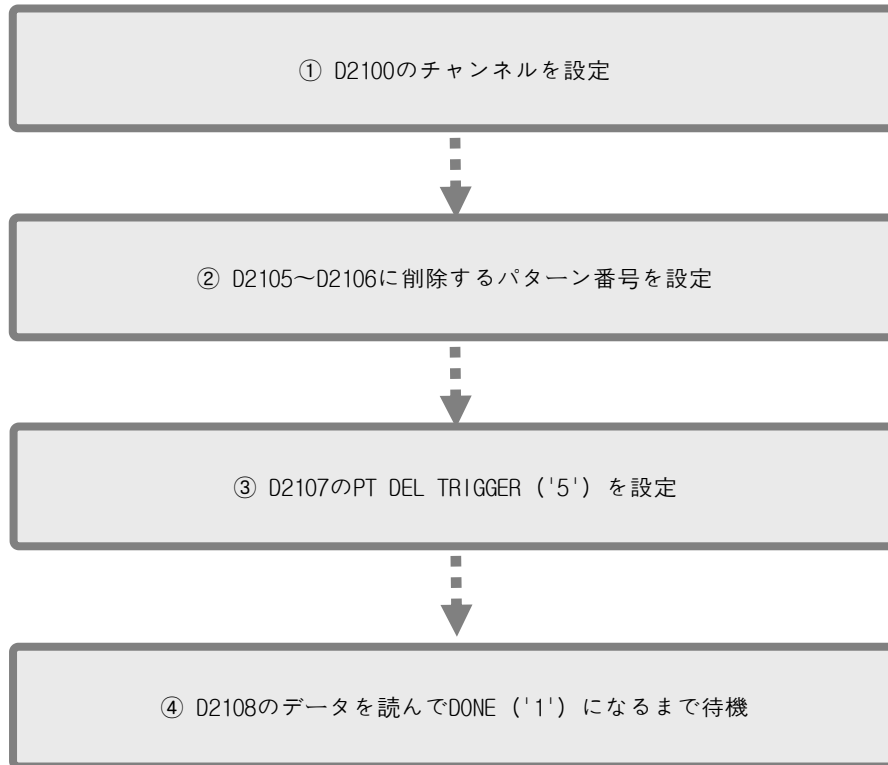 ① D2100のチャンネルを設定
② D2105～D2106に削除するパターン番号を設定
③ D2107のPT DEL TRIGGER ('5') を設定
④ D2108のデータを読んでDONE ('1') になるまで待機